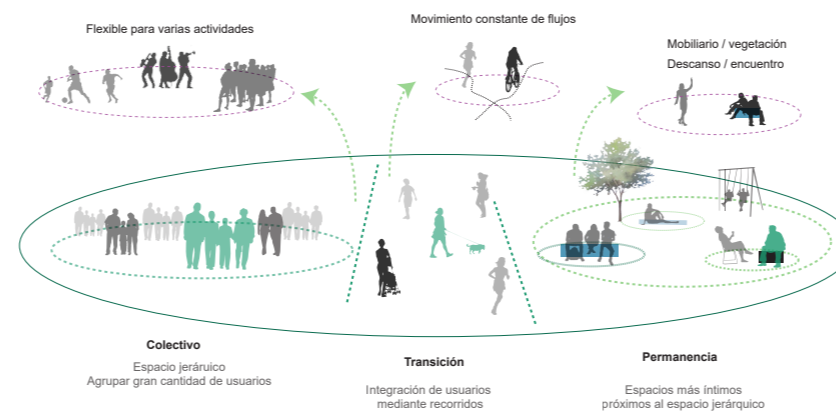 Flexible para varias actividades
Movimiento constante de flujos
Mobiliario / vegetación
Descanso / encuentro
Colectivo
Espacio jeráruico
Agrupar gran cantidad de usuarios
Transición
Integración de usuarios
mediante recorridos
Permanencia
Espacios más íntimos
próximos al espacio jerárquico